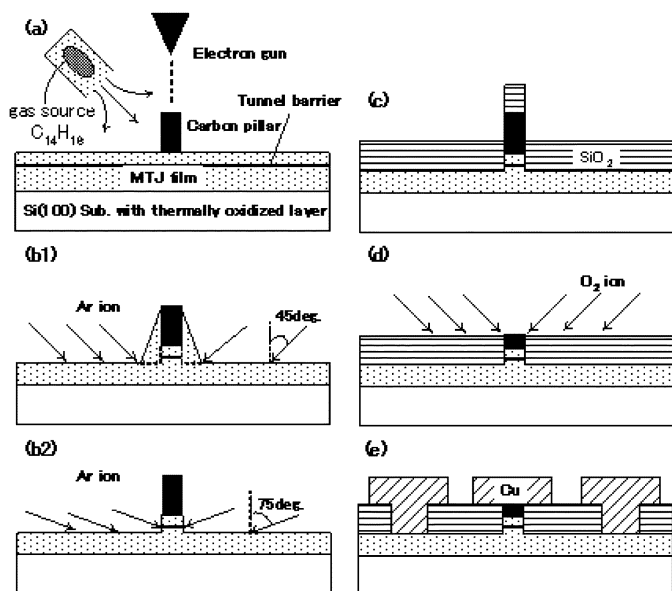 (a)
Electron gun
gas source
C14H18
Tunnel barrier
Carbon pillar
MTJ film
Si(100) Sub. with thermally oxidized layer
(b1)
Ar ion
45deg.
(b2)
Ar ion
75deg.
(c)
SiO2
(d)
O2 ion
(e)
Cu